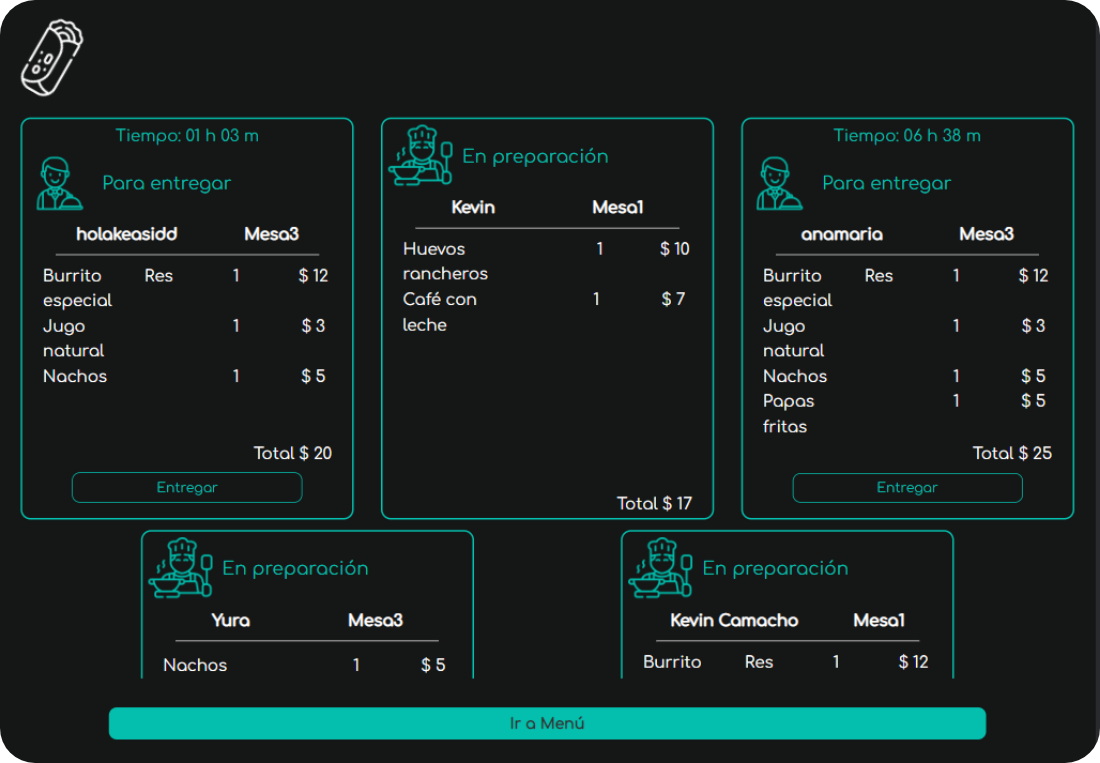 Tiempo: 01 h 03 m
Para entregar
holakeasidd Mesa3
Burrito especial Res 1 $ 12
Jugo natural 1 $ 3
Nachos 1 $ 5
Total $ 20
Entregar
En preparación
Kevin Mesa1
Huevos rancheros 1 $ 10
Café con leche 1 $ 7
Total $ 17
Tiempo: 06 h 38 m
Para entregar
anamaria Mesa3
Burrito especial Res 1 $ 12
Jugo natural 1 $ 3
Nachos 1 $ 5
Papas fritas 1 $ 5
Total $ 25
Entregar
En preparación
Yura Mesa3
Nachos 1 $ 5
En preparación
Kevin Camacho Mesa1
Burrito Res 1 $ 12
Ir a Menú